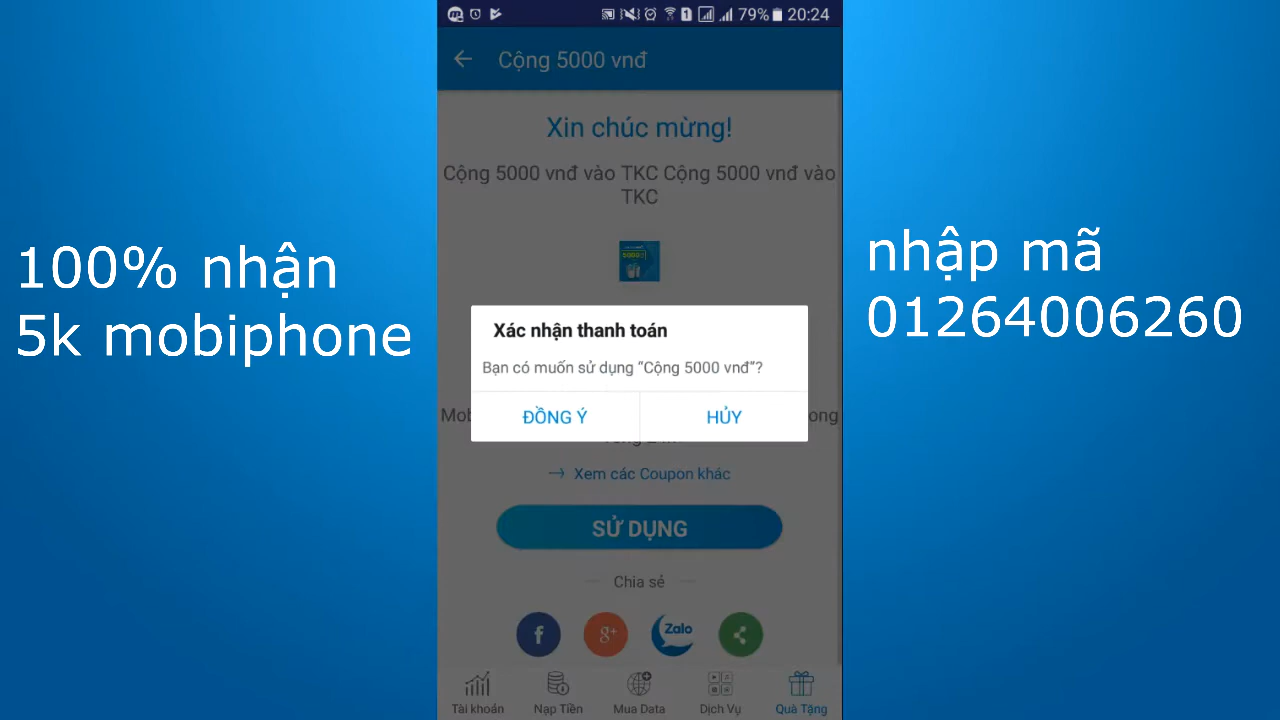 79% 20:24
Cộng 5000 vnđ
Xin chúc mừng!
Cộng 5000 vnđ vào TKC Cộng 5000 vnđ vào
TKC
100% nhận
5k mobiphone
nhập mã
01264006260
Xác nhận thanh toán
Bạn có muốn sử dụng “Cộng 5000 vnđ”?
ĐỒNG Ý HỦY
Xem các Coupon khác
SỬ DỤNG
Chia sẻ
f g+ Zalo
Tài khoản Nạp Tiền Mua Data Dịch Vụ Quà Tặng